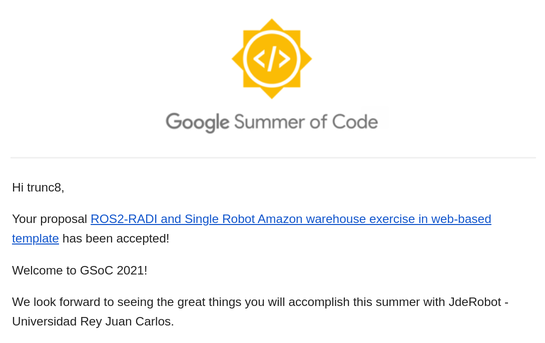 </>
Google Summer of Code
Hi trunc8,
Your proposal ROS2-RADI and Single Robot Amazon warehouse exercise in web-based
template has been accepted!
Welcome to GSoC 2021!
We look forward to seeing the great things you will accomplish this summer with JdeRobot -
Universidad Rey Juan Carlos.